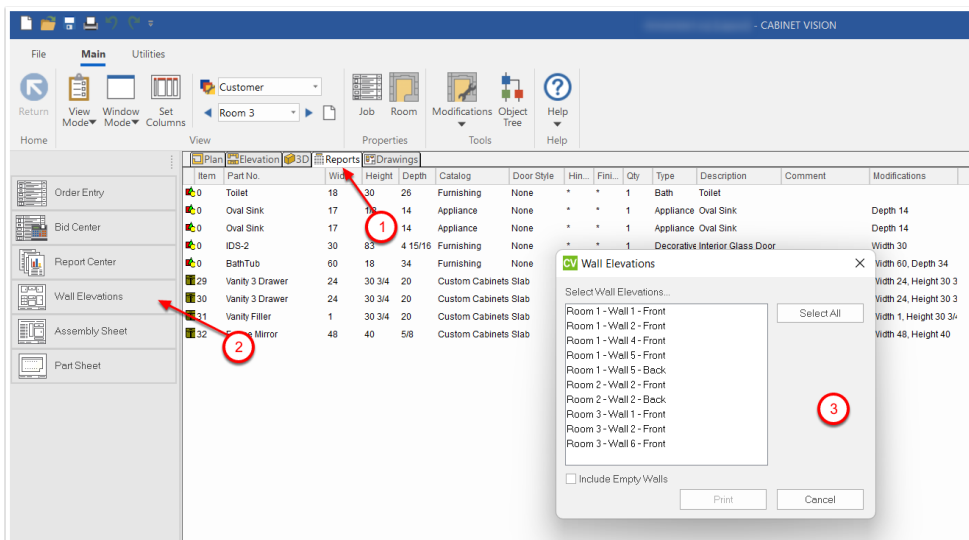 - CABINET VISION
File Main Utilities
Return View Mode Window Mode Set Columns Customer Room 3 Job Room Modifications Object Tree Help
Home View Properties Tools Help
Plan Elevation 3D Reports Drawings
Order Entry
Bid Center
Report Center
Wall Elevations
Assembly Sheet
Part Sheet
Item Part No. Height Depth Catalog Door Style Hin... Fini... Qty Type Description Comment Modifications
0 Toilet 18 30 26 Furnishing None * * 1 Bath Toilet
0 Oval Sink 17 14 Appliance None * * 1 Appliance Oval Sink Depth 14
0 Oval Sink 17 14 Appliance None * * 1 Appliance Oval Sink Depth 14
0 IDS-2 30 83 4 15/16 Furnishing None * * 1 Decorative Interior Glass Door Width 30
0 BathTub 60 18 34 Furnishing None Width 60, Depth 34
29 Vanity 3 Drawer 24 30 3/4 20 Custom Cabinets Slab Width 24, Height 30 3
30 Vanity 3 Drawer 24 30 3/4 20 Custom Cabinets Slab Width 24, Height 30 3
31 Vanity Filler 1 30 3/4 20 Custom Cabinets Slab Width 1, Height 30 3/4
32 Mirror 48 40 5/8 Custom Cabinets Slab Width 48, Height 40
1
2
3
CV Wall Elevations
Select Wall Elevations...
Room 1 - Wall 1 - Front
Room 1 - Wall 2 - Front
Room 1 - Wall 4 - Front
Room 1 - Wall 5 - Front
Room 1 - Wall 5 - Back
Room 2 - Wall 2 - Front
Room 2 - Wall 2 - Back
Room 3 - Wall 1 - Front
Room 3 - Wall 2 - Front
Room 3 - Wall 6 - Front
Select All
Include Empty Walls
Print Cancel